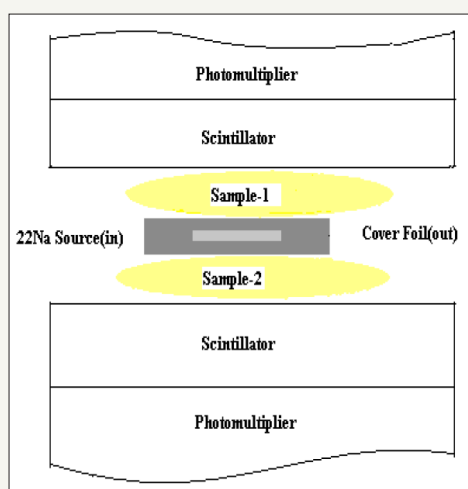 Photomultiplier
Scintillator
Sample-1
22Na Source(in)
Cover Foil(out)
Sample-2
Scintillator
Photomultiplier